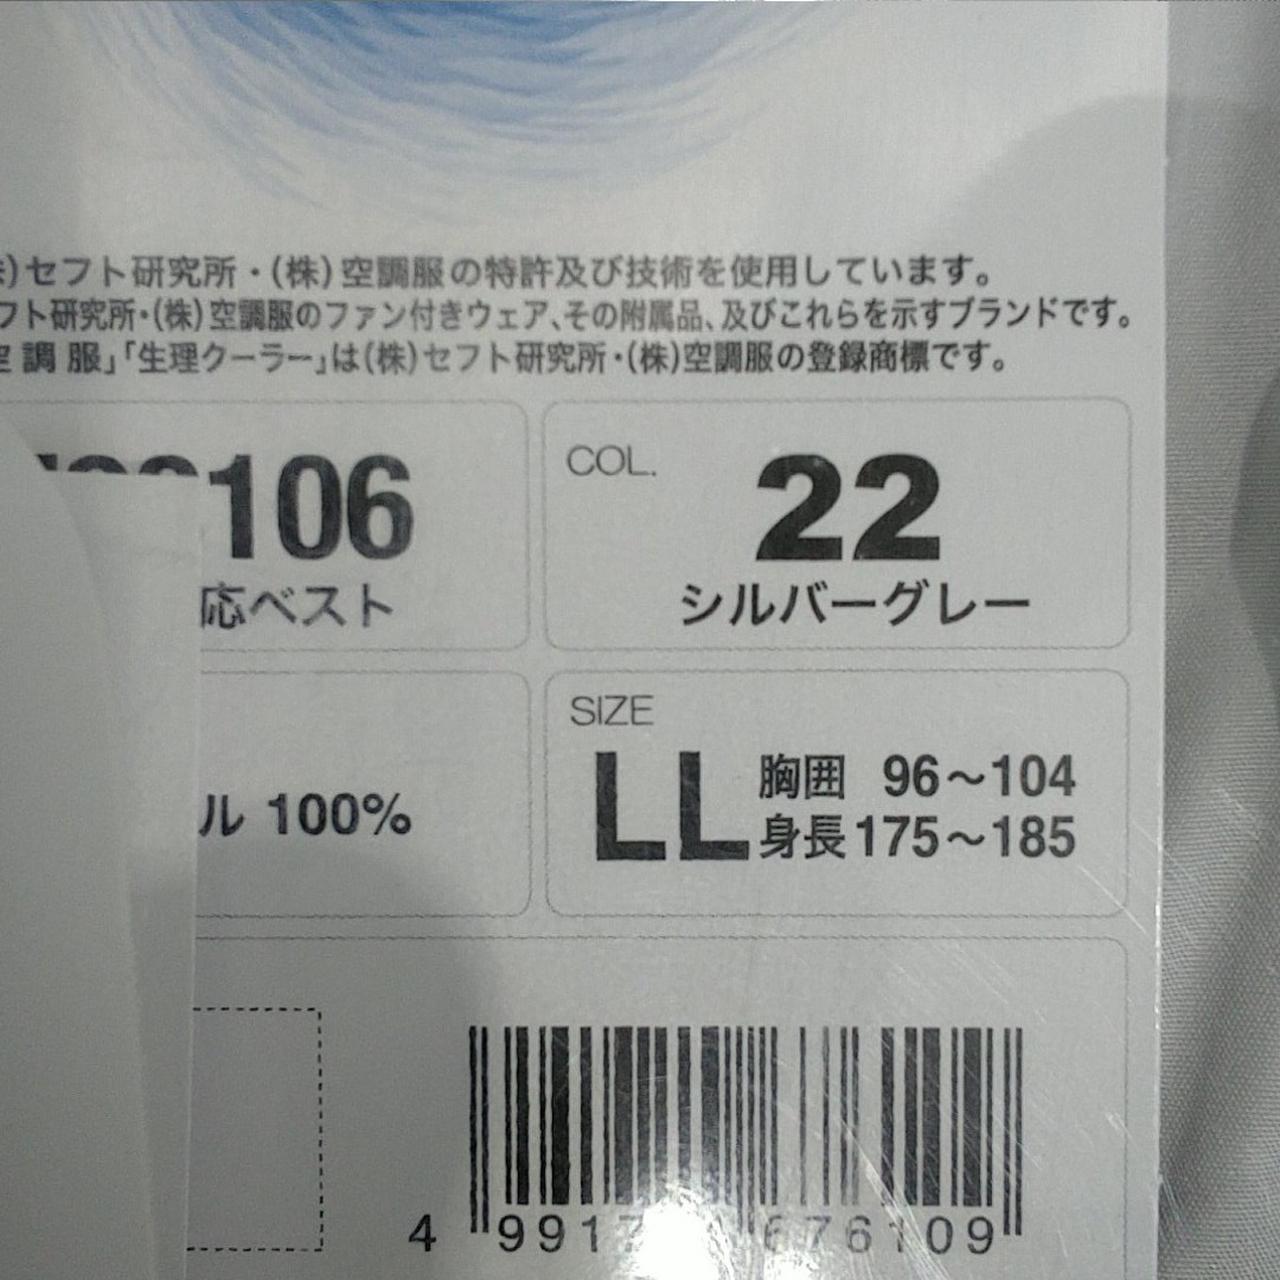 株)セフト研究所・(株)空調服の特許及び技術を使用しています。
フト研究所・(株)空調服のファン付きウェア、その附属品、及びこれらを示すブランドです。
空調服」「生理クーラー」は(株)セフト研究所・(株)空調服の登録商標です。
106
応ベスト
COL.
22
シルバーグレー
ル 100%
SIZE
LL
胸囲 96～104
身長175～185